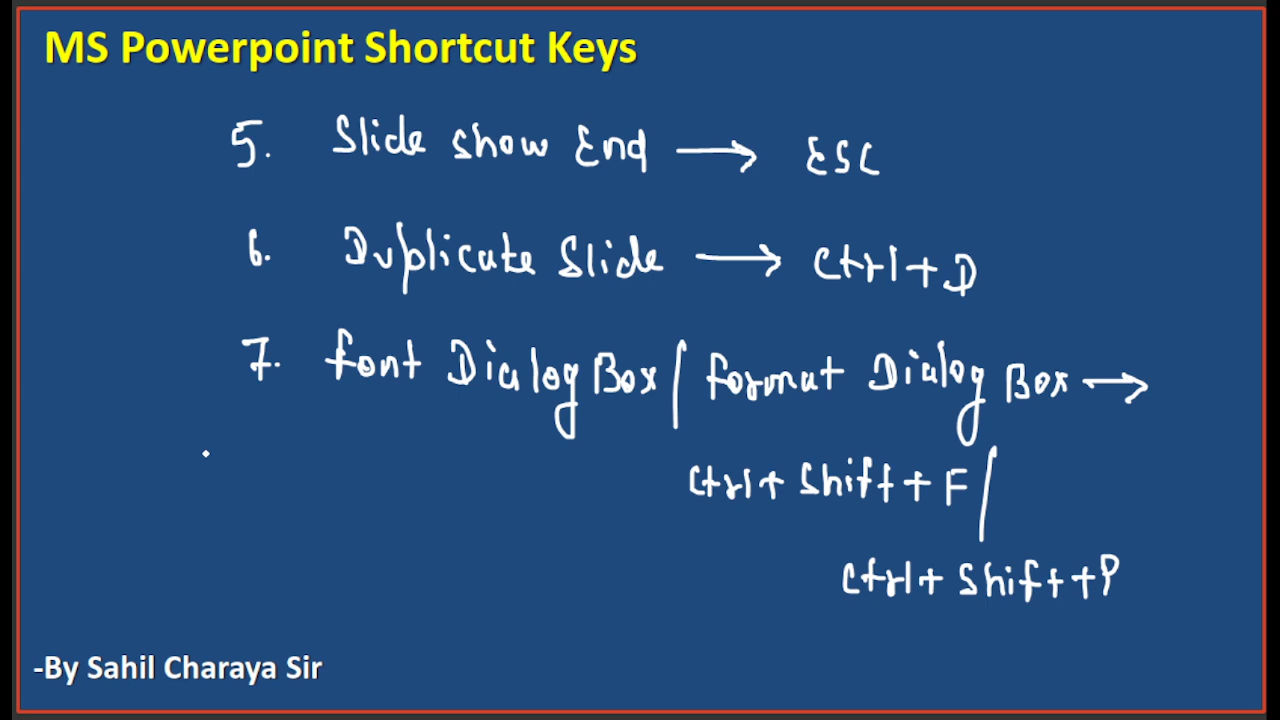 MS Powerpoint Shortcut Keys
5. Slide show End → ESC
6. Duplicate Slide → Ctrl+D
7. font Dialog Box / format Dialog Box →
Ctrl+ Shift + F /
Ctrl+ Shift + P
-By Sahil Charaya Sir